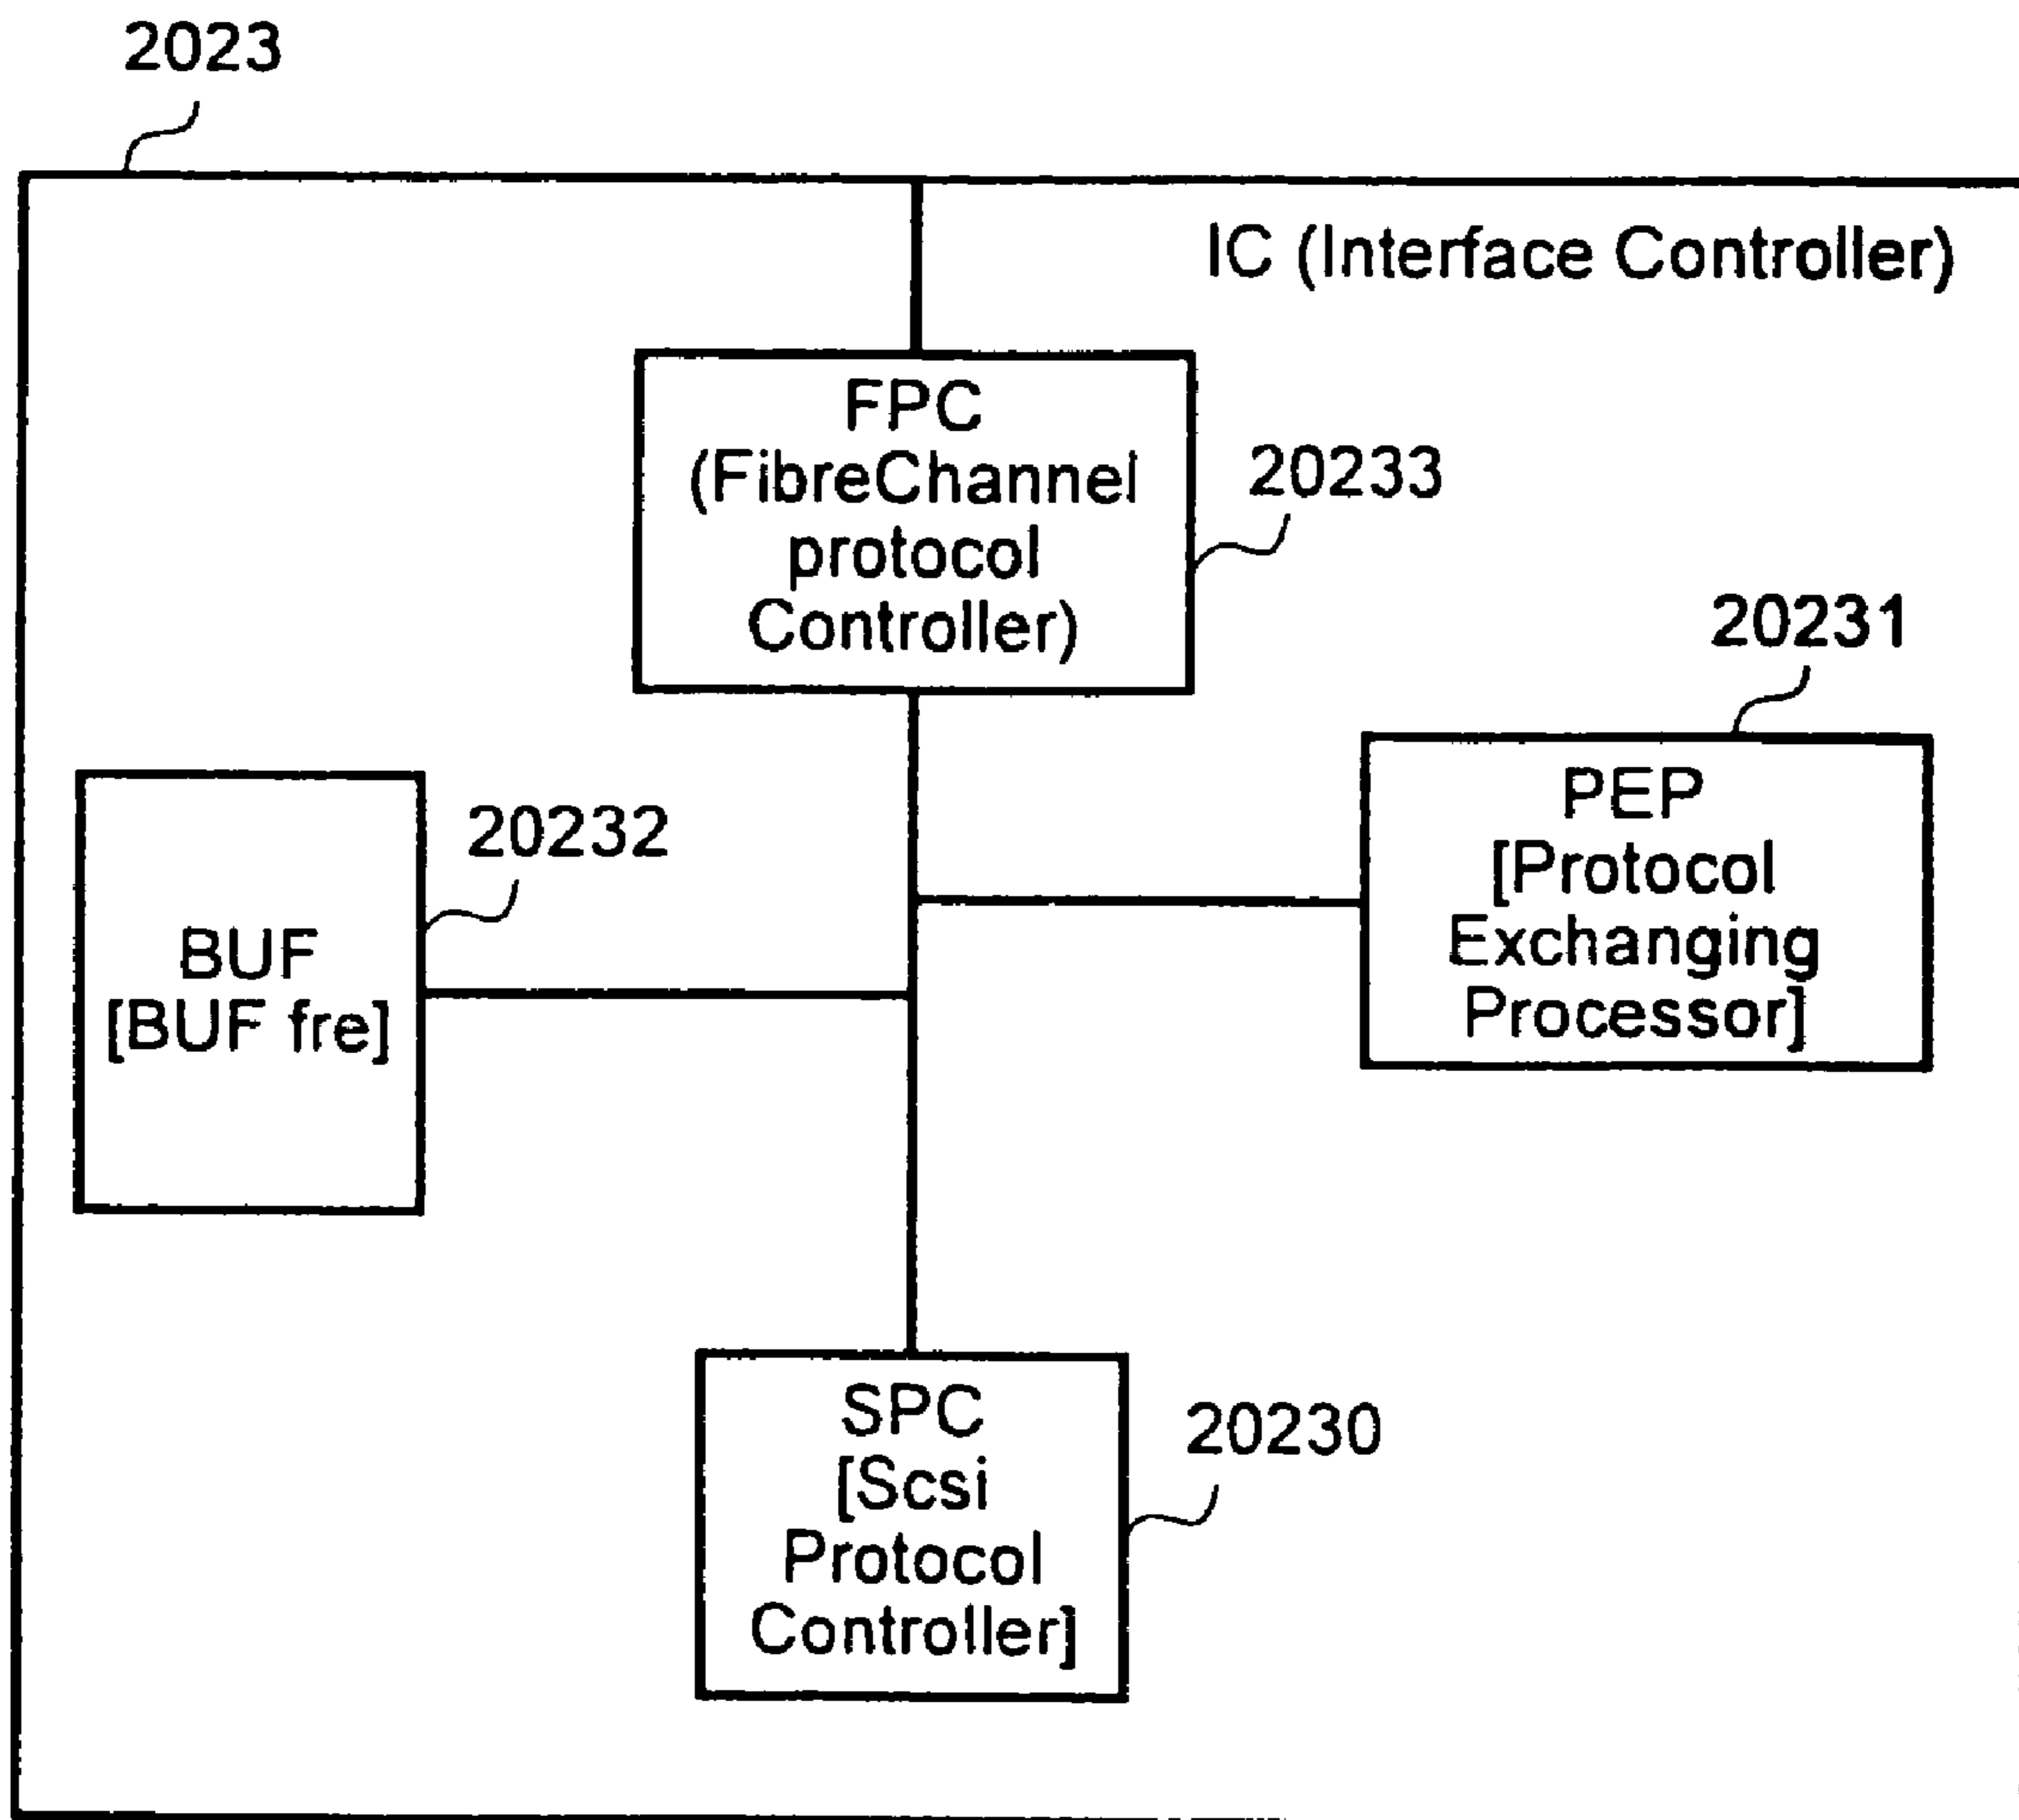 2023
IC (Interface Controller)
FPC
(FibreChannel
protocol
Controller)
20233
20231
PEP
[Protocol
Exchanging
Processor]
20232
BUF
[BUF fre]
SPC
[Scsi
Protocol
Controller]
20230